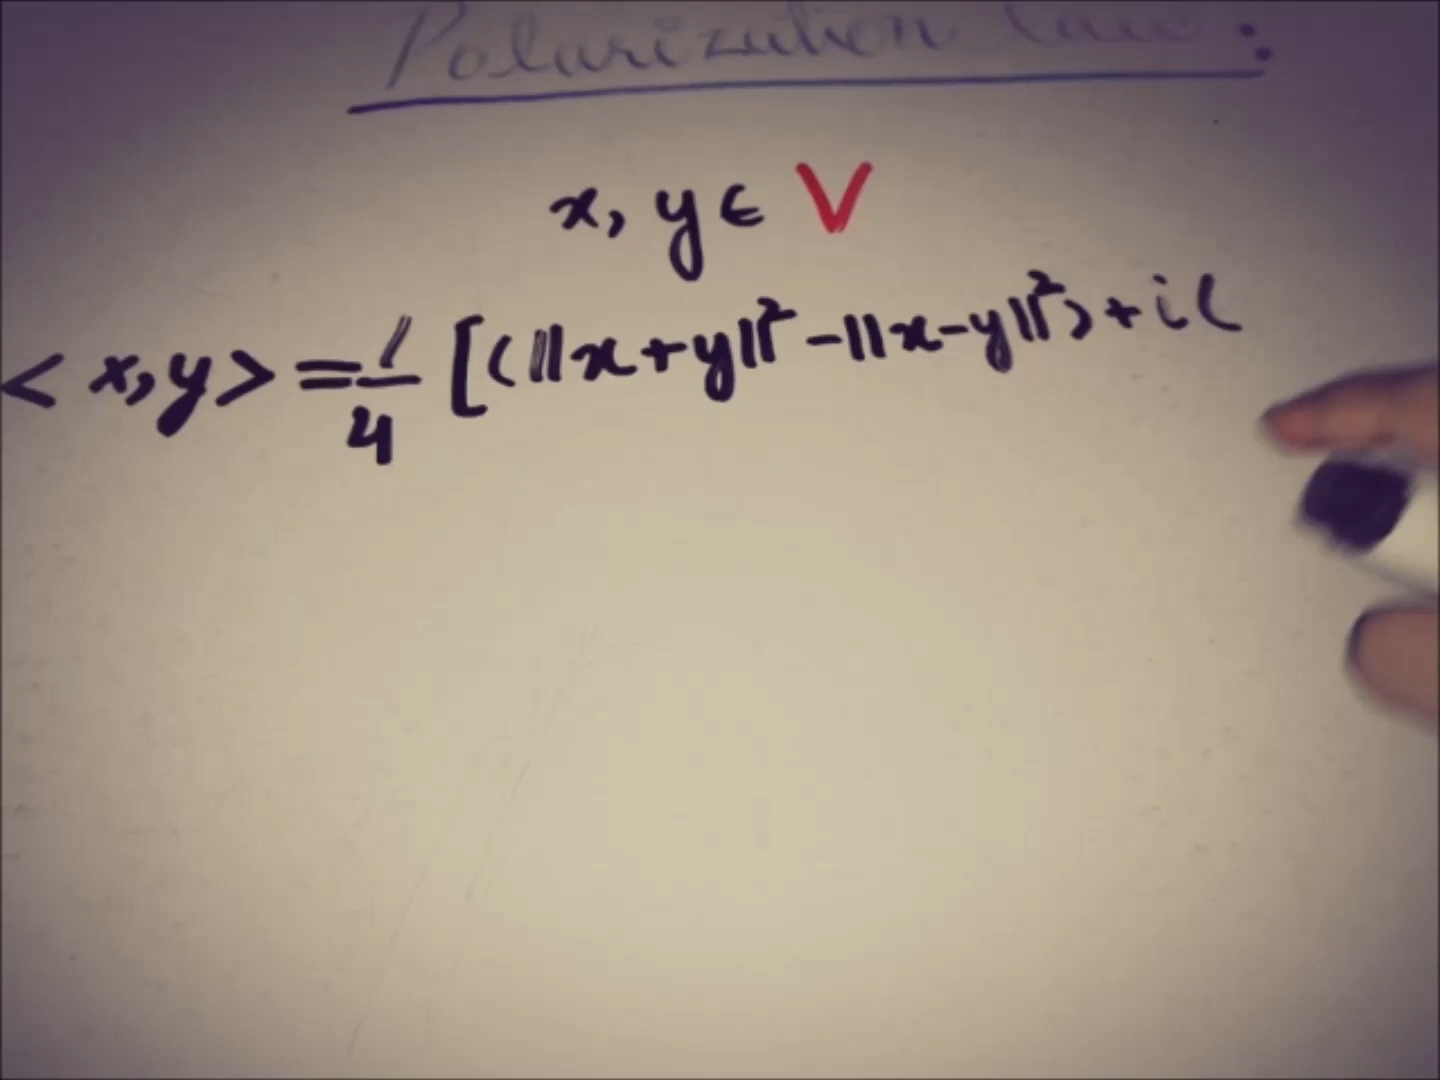 Polarization Law :
x, y ∈ V
< x, y > = 1/4 [(||x+y||² - ||x-y||²) + i(